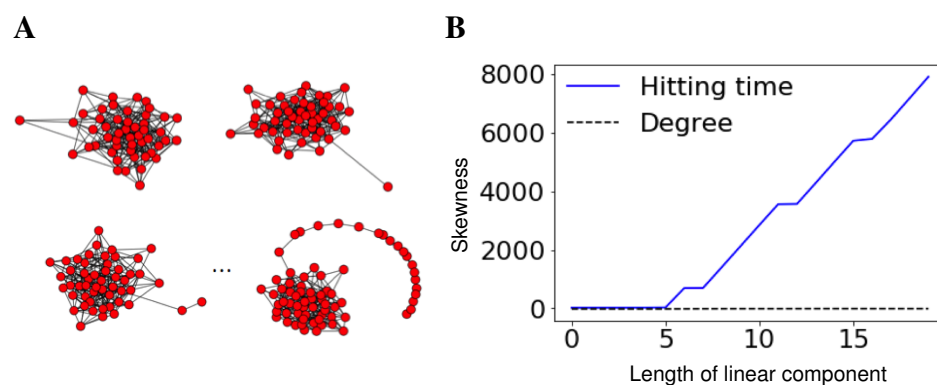 A
B
...
8000
6000
4000
2000
0
Skewness
Hitting time
Degree
0
5
10
15
Length of linear component